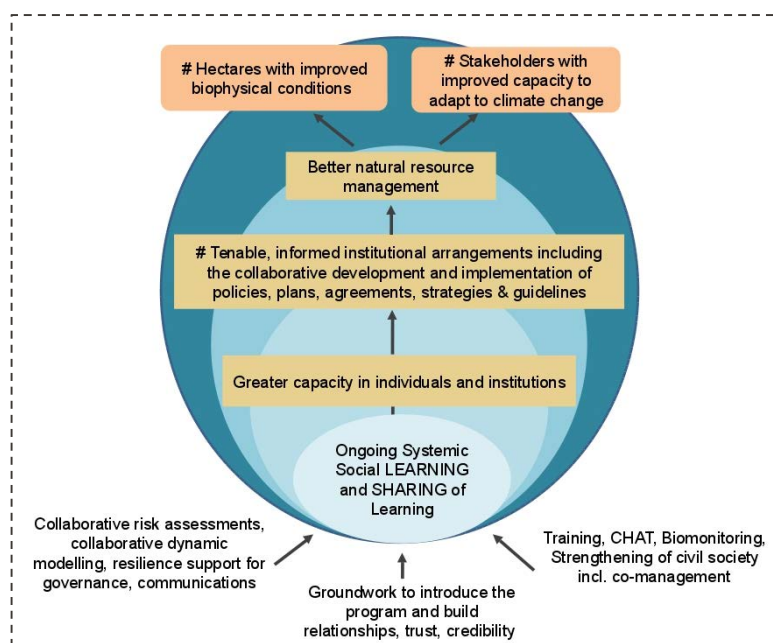 # Hectares with improved
biophysical conditions
# Stakeholders with
improved capacity to
adapt to climate change
Better natural resource
management
# Tenable, informed institutional arrangements including
the collaborative development and implementation of
policies, plans, agreements, strategies & guidelines
Greater capacity in individuals and institutions
Ongoing Systemic
Social LEARNING
and SHARING of
Learning
Collaborative risk assessments,
collaborative dynamic
modelling, resilience support for
governance, communications
Groundwork to introduce the
program and build
relationships, trust, credibility
Training, CHAT, Biomonitoring,
Strengthening of civil society
incl. co-management